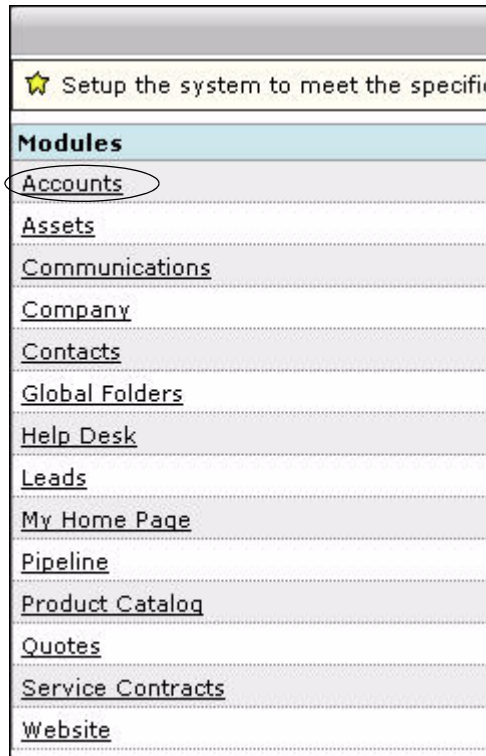 Setup the system to meet the specific
Modules
Accounts
Assets
Communications
Company
Contacts
Global Folders
Help Desk
Leads
My Home Page
Pipeline
Product Catalog
Quotes
Service Contracts
Website